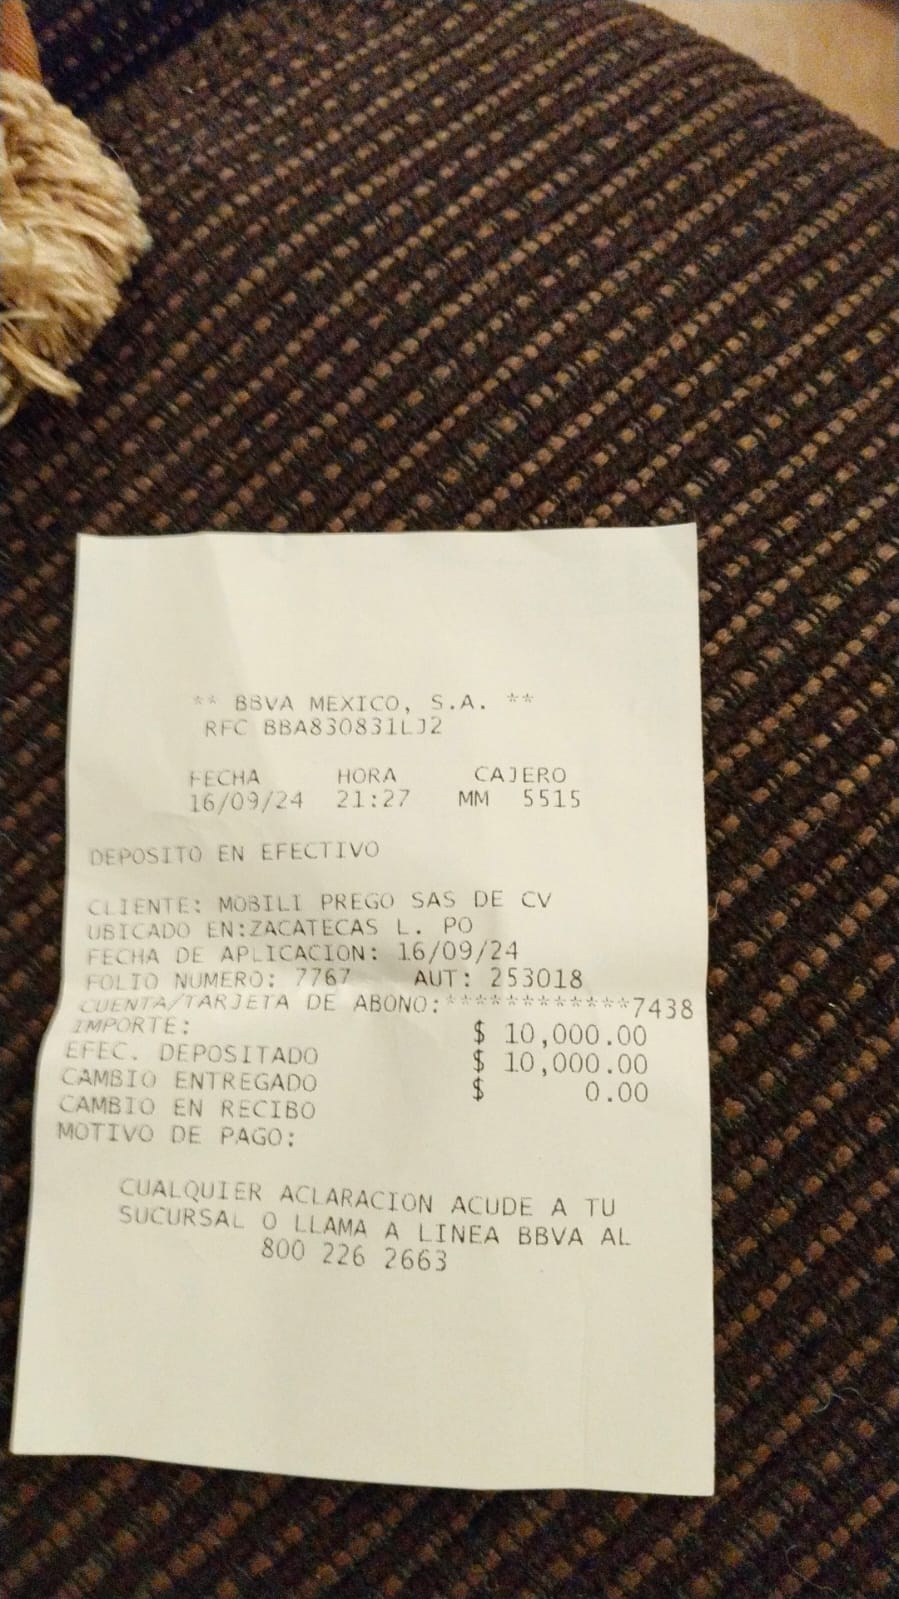 ** BBVA MEXICO, S.A. **
RFC BBA830831LJ2
FECHA HORA CAJERO
16/09/24 21:27 MM 5515
DEPOSITO EN EFECTIVO
CLIENTE: MOBILI PREGO SAS DE CV
UBICADO EN:ZACATECAS L. PO
FECHA DE APLICACION: 16/09/24
FOLIO NUMERO: 7767 AUT: 253018
CUENTA/TARJETA DE ABONO:************7438
IMPORTE: $ 10,000.00
EFEC. DEPOSITADO $ 10,000.00
CAMBIO ENTREGADO $ 0.00
CAMBIO EN RECIBO
MOTIVO DE PAGO:
CUALQUIER ACLARACION ACUDE A TU
SUCURSAL O LLAMA A LINEA BBVA AL
800 226 2663